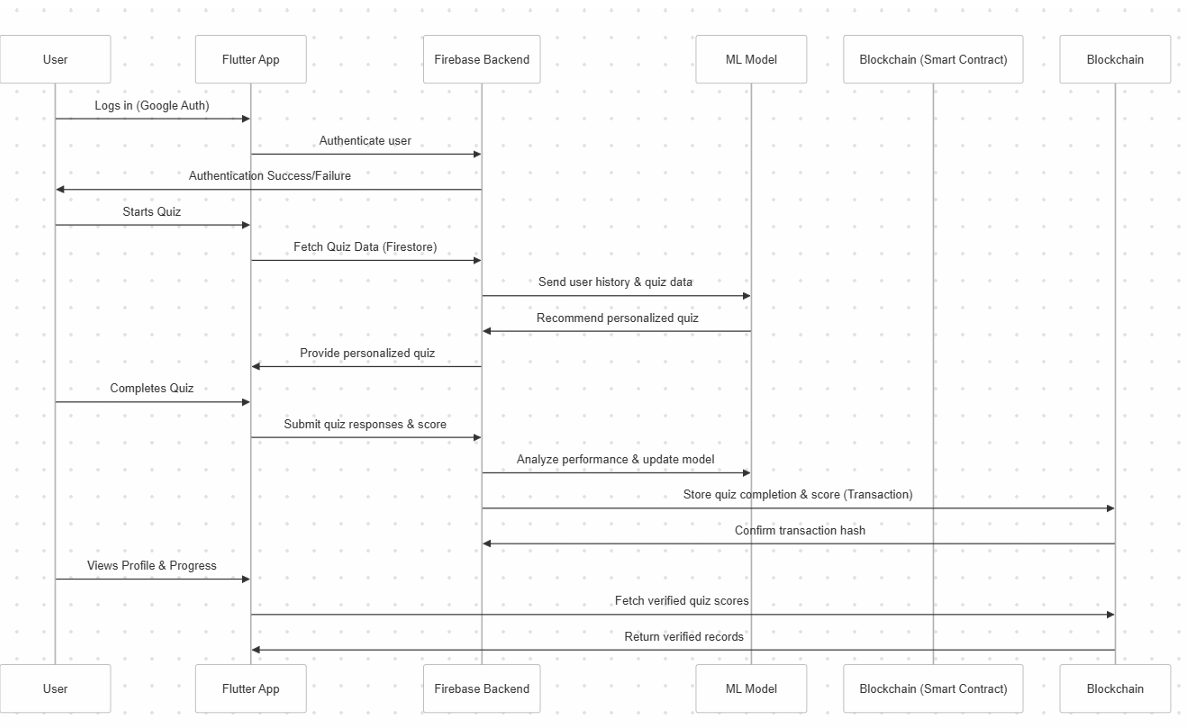 User
Flutter App
Firebase Backend
ML Model
Blockchain (Smart Contract)
Blockchain
Logs in (Google Auth)
Authenticate user
Authentication Success/Failure
Starts Quiz
Fetch Quiz Data (Firestore)
Send user history & quiz data
Recommend personalized quiz
Provide personalized quiz
Completes Quiz
Submit quiz responses & score
Analyze performance & update model
Store quiz completion & score (Transaction)
Confirm transaction hash
Views Profile & Progress
Fetch verified quiz scores
Return verified records
User
Flutter App
Firebase Backend
ML Model
Blockchain (Smart Contract)
Blockchain